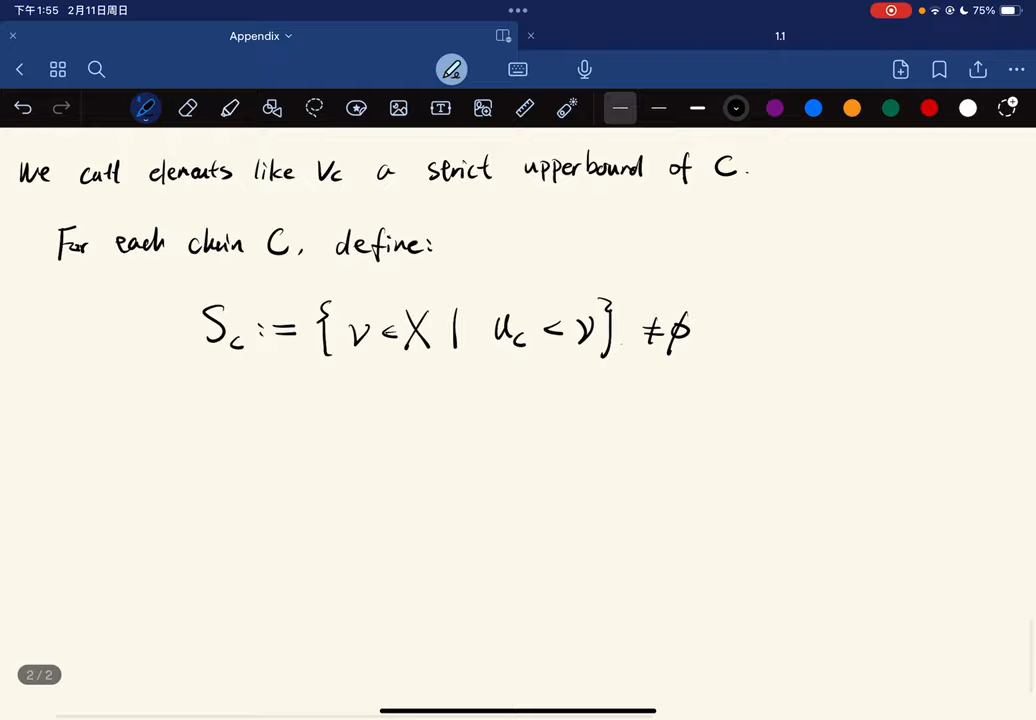 下午1:55 2月11日周日
75%
Appendix
1.1
We call elements like Vc a strict upperbound of C.
For each chain C, define:
Sc := { ν ∈ X | uc < ν } ≠ ϕ
2 / 2